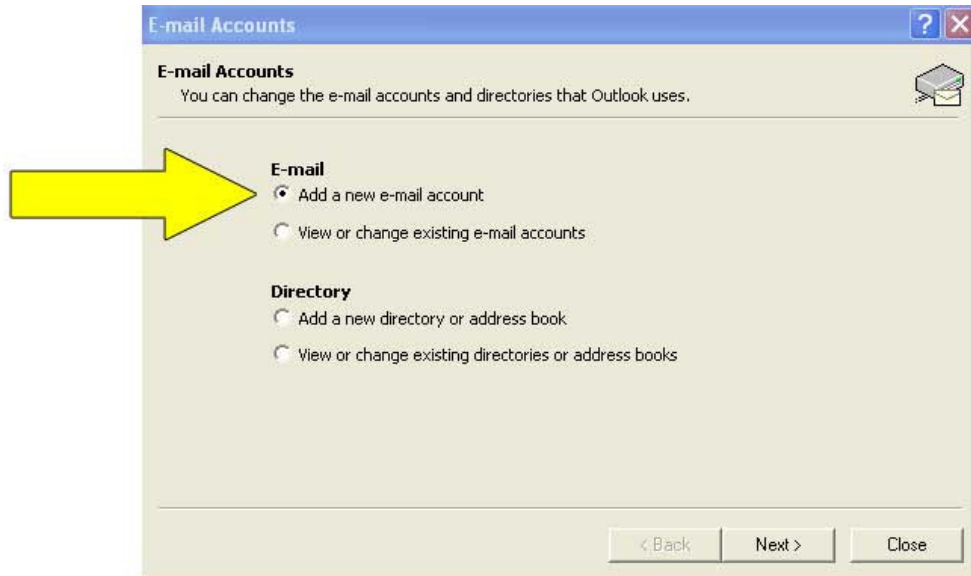 E-mail Accounts
E-mail Accounts
You can change the e-mail accounts and directories that Outlook uses.
E-mail
Add a new e-mail account
View or change existing e-mail accounts
Directory
Add a new directory or address book
View or change existing directories or address books
< Back Next > Close